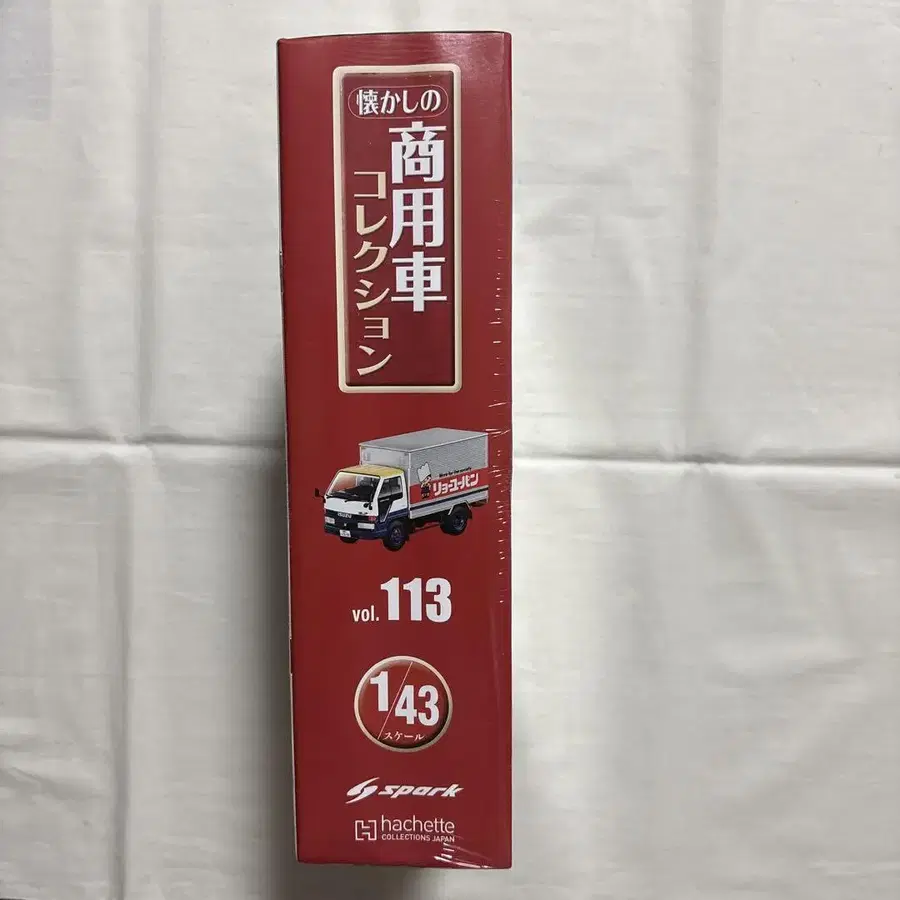 懐かしの
商用車
コレクション
ISUZU
リョーユーパン
vol. 113
1/43
スケール
spark
hachette
COLLECTIONS JAPAN